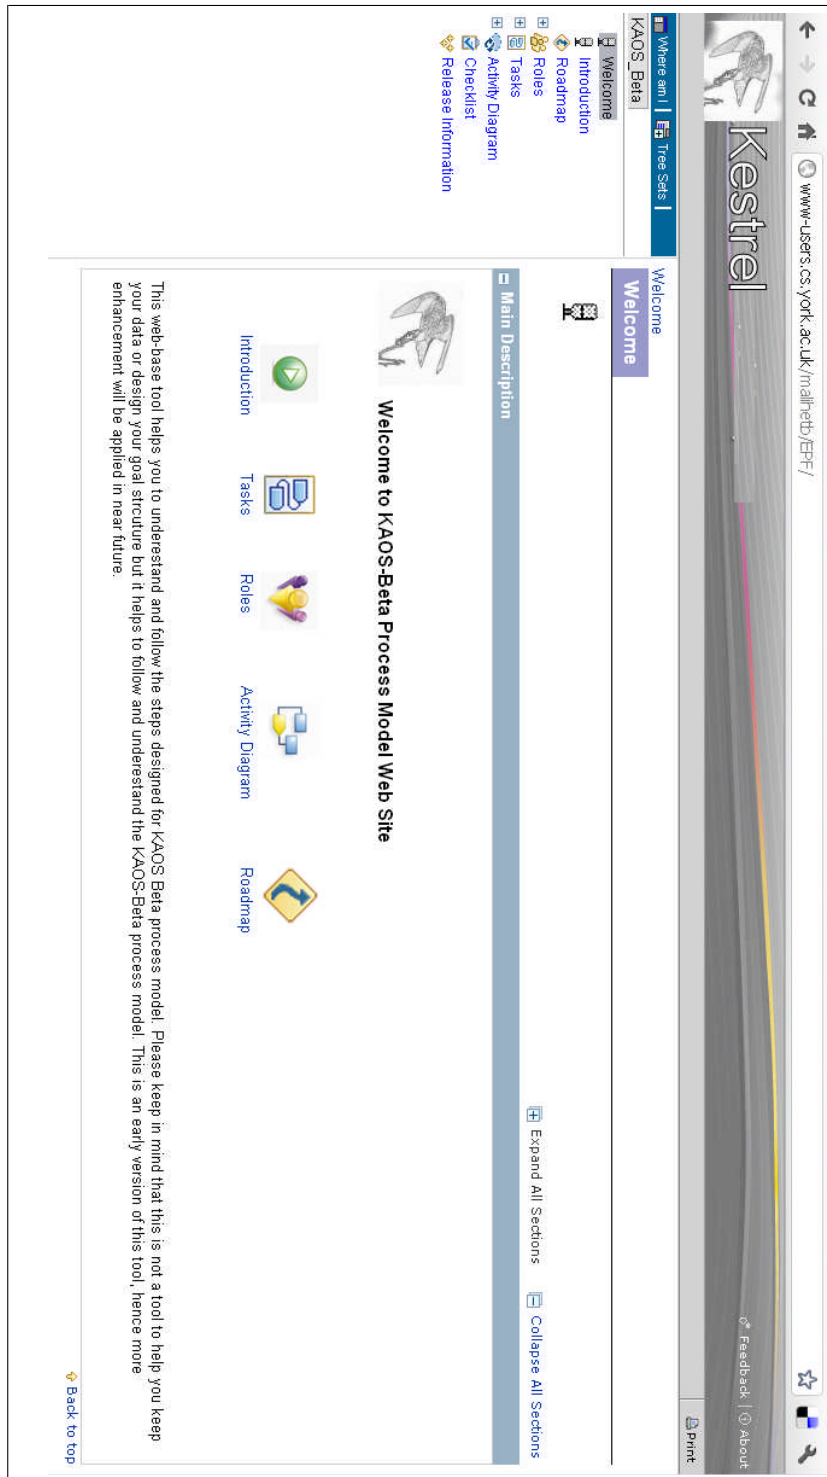 www-users.cs.york.ac.uk/malihetb/EPF/
Kestrel
Feedback | About
Where am I | Tree Sets |
Print
KAOS_Beta
Welcome
Introduction
Roadmap
Roles
Tasks
Activity Diagram
Checklist
Release Information
Welcome
Welcome
Expand All Sections Collapse All Sections
Main Description
Welcome to KAOS-Beta Process Model Web Site
Introduction Tasks Roles Activity Diagram Roadmap
This web-base tool helps you to underestand and follow the steps designed for KAOS Beta process model. Please keep in mind that this is not a tool to help you keep
your data or design your goal strcuture but it helps to follow and underestand the KAOS-Beta process model. This is an early version of this tool, hence more
enhancement will be applied in near future.
Back to top